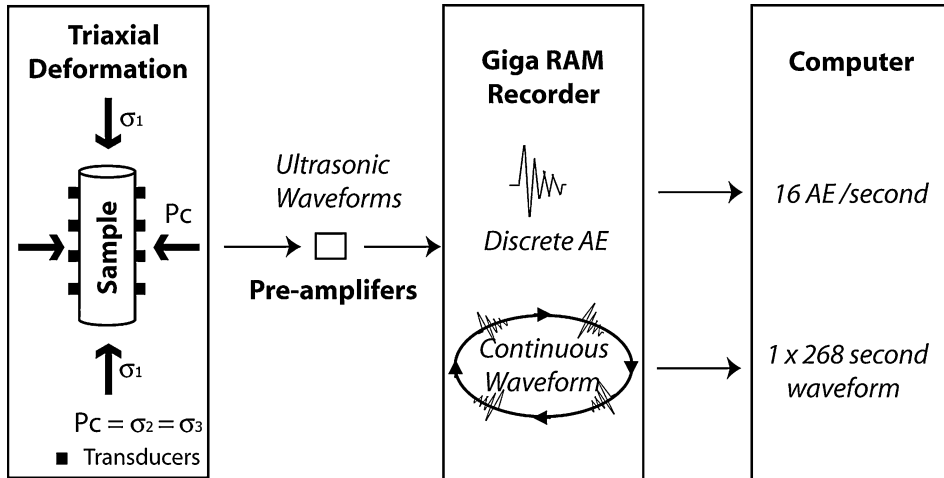 Triaxial
Deformation
σ1
Sample
Pc
σ1
Pc = σ2 = σ3
Transducers
Ultrasonic
Waveforms
Pre-amplifers
Giga RAM
Recorder
Discrete AE
Continuous
Waveform
Computer
16 AE/second
1 x 268 second
waveform